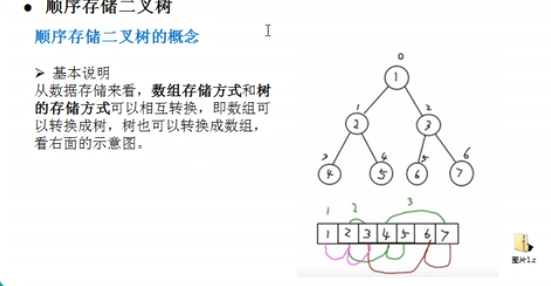 ● 顺序存储二叉树
顺序存储二叉树的概念
➢ 基本说明
从数据存储来看，数组存储方式和树
的存储方式可以相互转换，即数组可
以转换成树，树也可以转换成数组，
看右面的示意图。
0
1
1 2
2 3
3 4 5 6
4 5 6 7
1 2 3
1 2 3 4 5 6 7
图片1.z